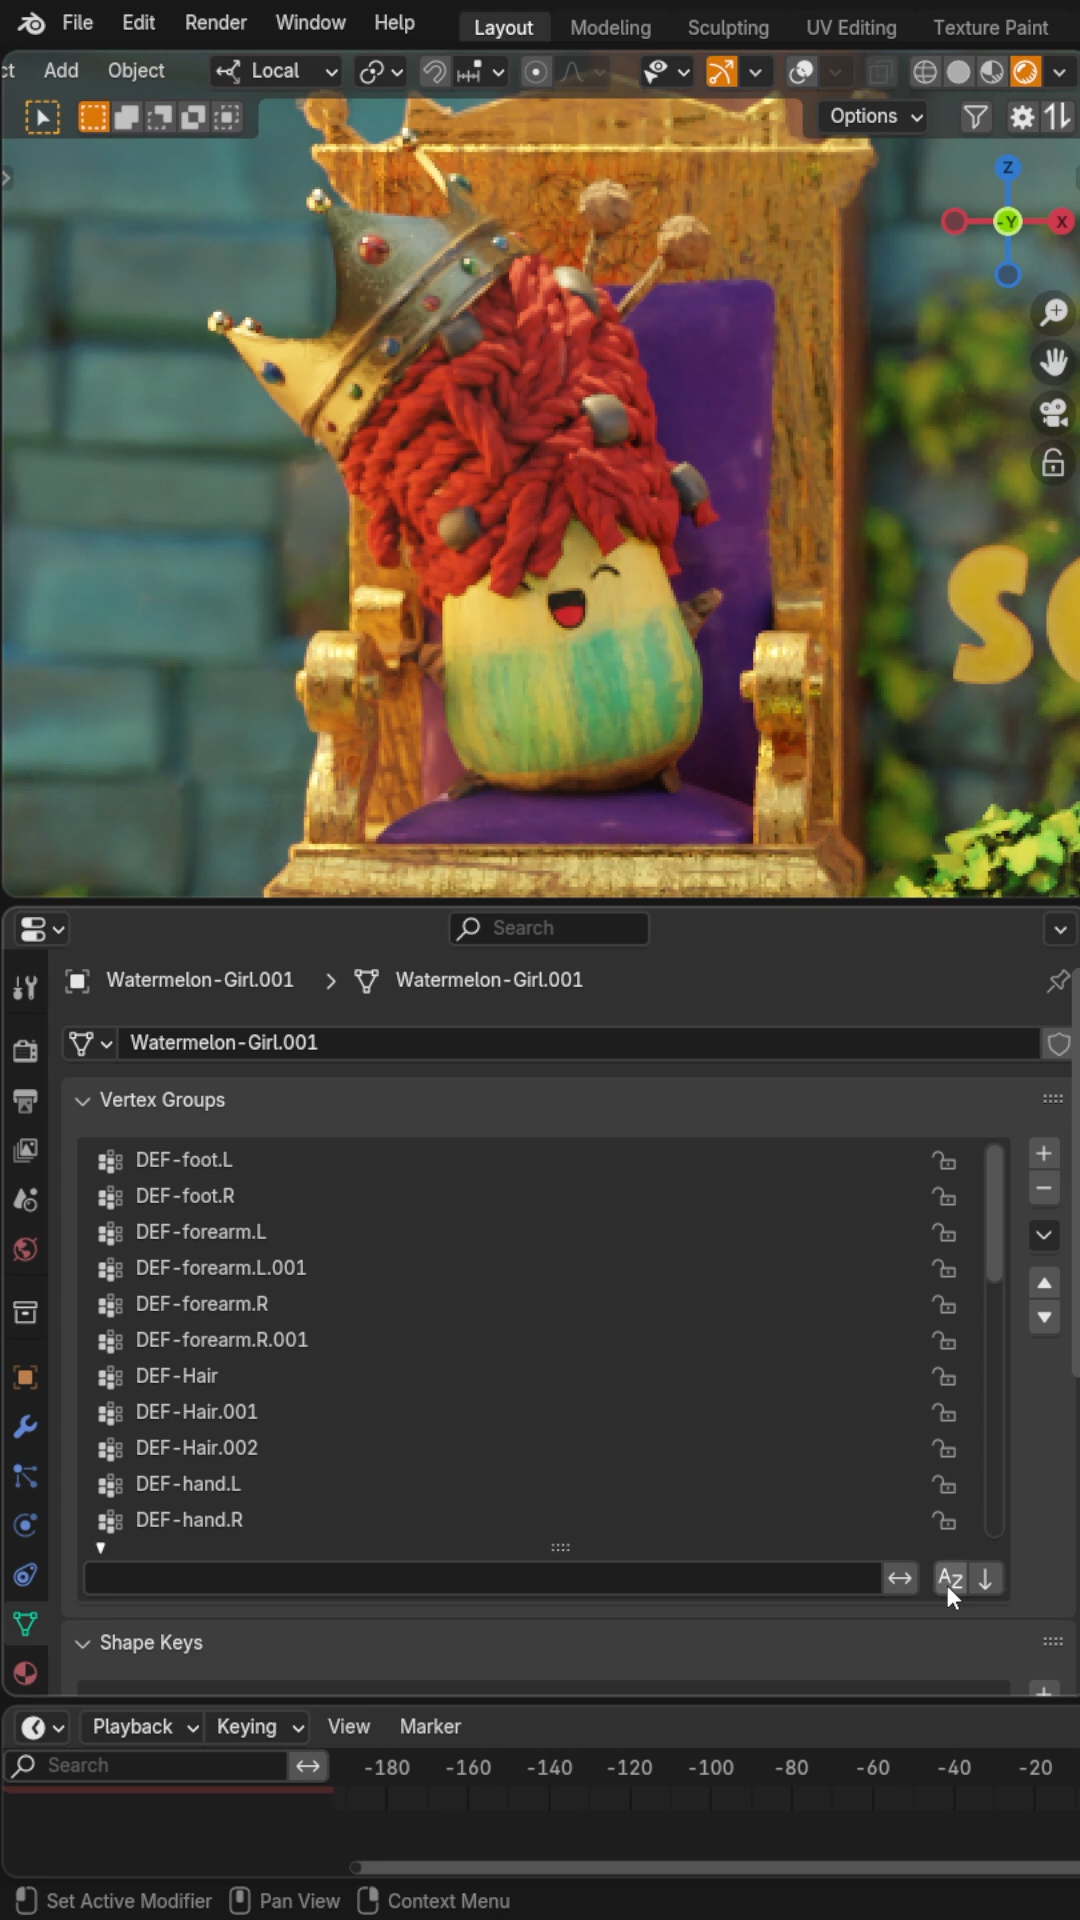 File Edit Render Window Help Layout Modeling Sculpting UV Editing Texture Paint
ct Add Object Local
Options
Z
-Y X
SO
Search
Watermelon-Girl.001 > Watermelon-Girl.001
Watermelon-Girl.001
Vertex Groups
DEF-foot.L
DEF-foot.R
DEF-forearm.L
DEF-forearm.L.001
DEF-forearm.R
DEF-forearm.R.001
DEF-Hair
DEF-Hair.001
DEF-Hair.002
DEF-hand.L
DEF-hand.R
AZ
Shape Keys
Playback Keying View Marker
Search -180 -160 -140 -120 -100 -80 -60 -40 -20
Set Active Modifier Pan View Context Menu